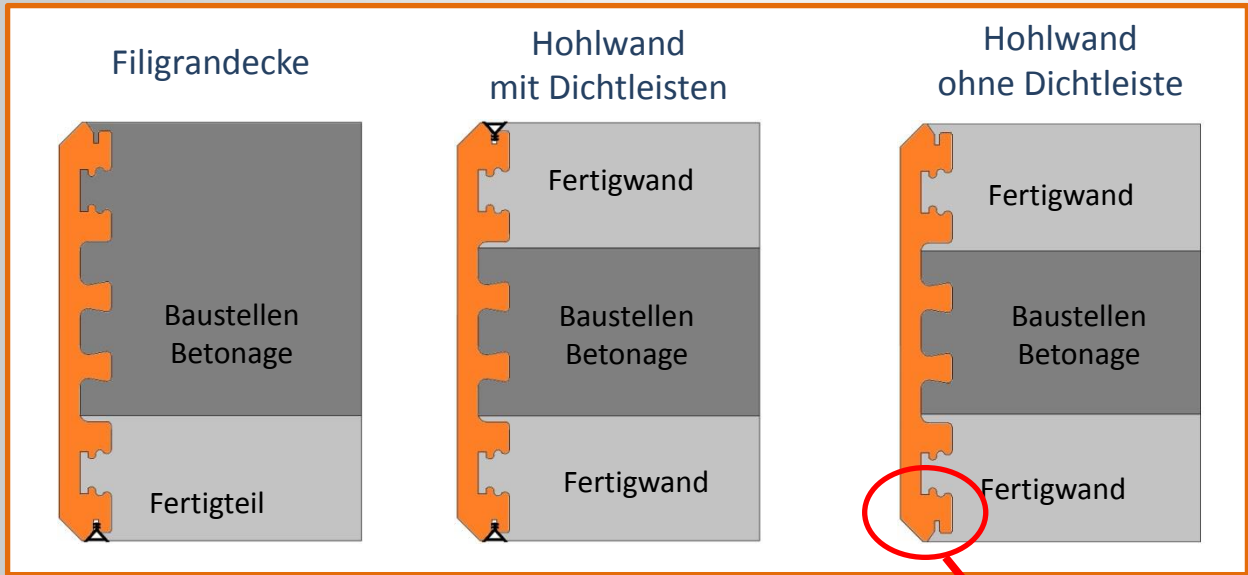 Filigrandecke
Baustellen
Betonage
Fertigteil
Hohlwand
mit Dichtleisten
Fertigwand
Baustellen
Betonage
Fertigwand
Hohlwand
ohne Dichtleiste
Fertigwand
Baustellen
Betonage
Fertigwand